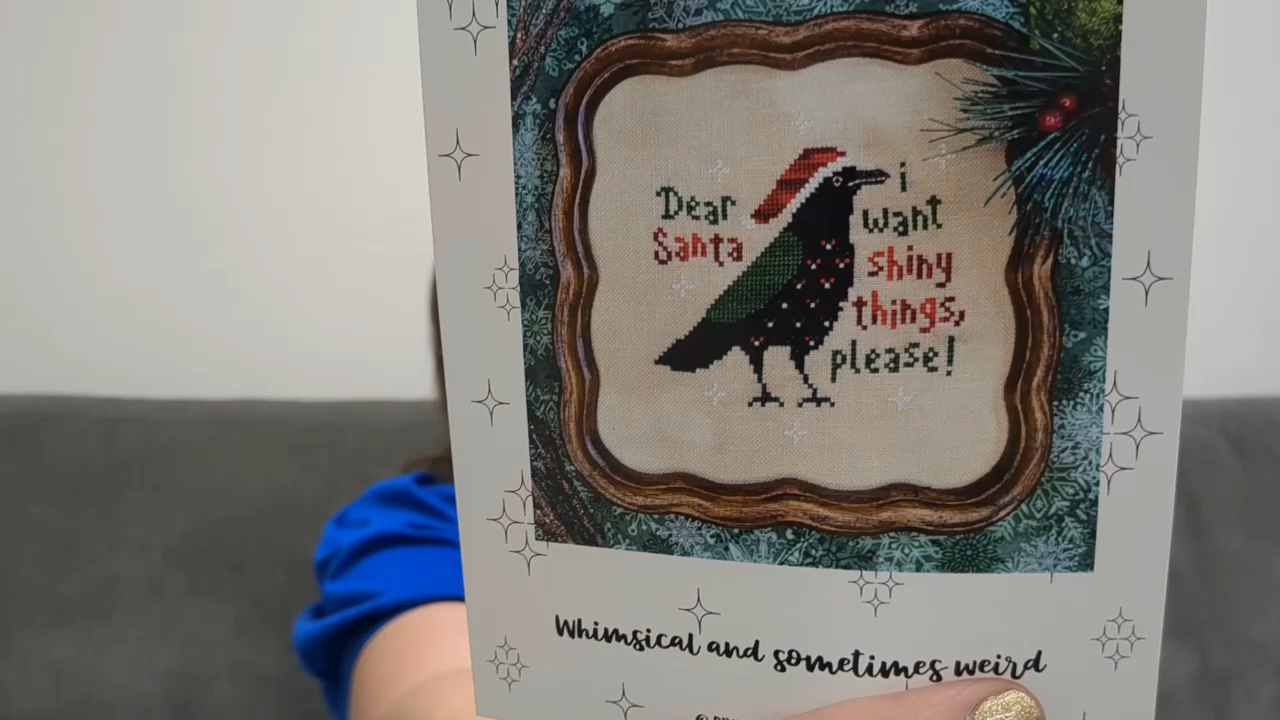 Dear
Santa
i
want
shiny
things,
please!
Whimsical and sometimes weird